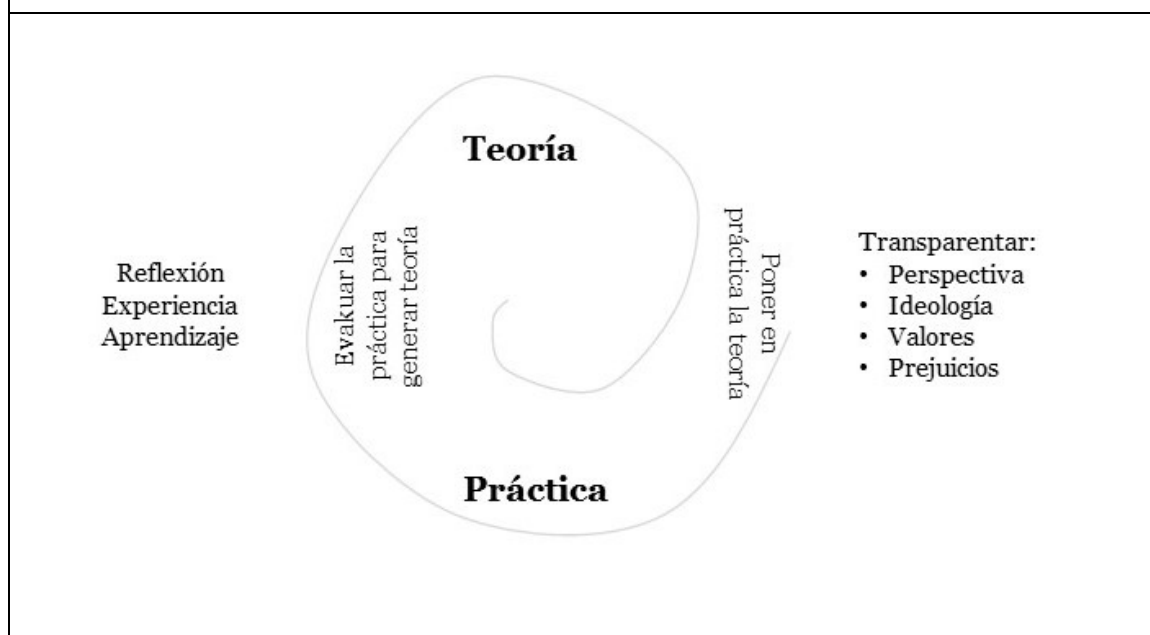 Teoría
Reflexión
Experiencia
Aprendizaje
Evakuar la
práctica para
generar teoría
Poner en
práctica la teoría
Transparentar:
• Perspectiva
• Ideología
• Valores
• Prejuicios
Práctica